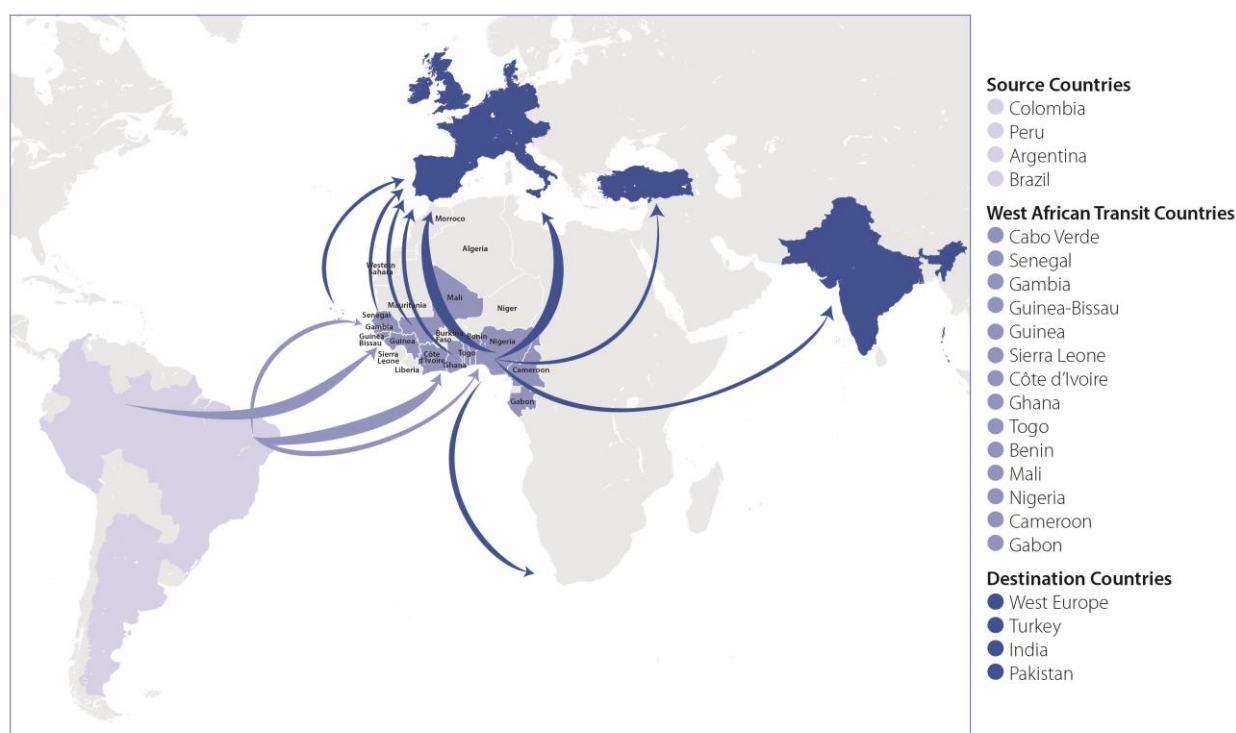 Morroco
Algeria
Western
Sahara
Mauritania
Mali
Niger
Senegal
Gambia
Guinea
Bissau
Guinea
Sierra
Leone
Liberia
Côte
d'Ivoire
Burkina
Faso
Ghana
Togo
Benin
Nigeria
Cameroon
Gabon
Source Countries
Colombia
Peru
Argentina
Brazil
West African Transit Countries
Cabo Verde
Senegal
Gambia
Guinea-Bissau
Guinea
Sierra Leone
Côte d'Ivoire
Ghana
Togo
Benin
Mali
Nigeria
Cameroon
Gabon
Destination Countries
West Europe
Turkey
India
Pakistan